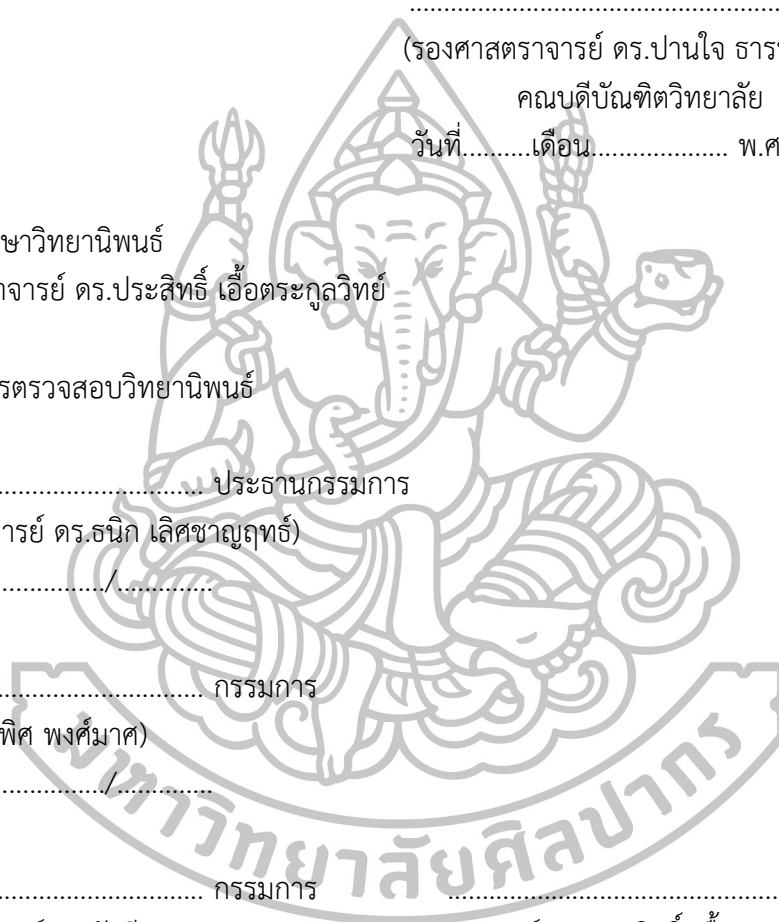 ........................................................
(รองศาสตราจารย์ ดร.ปานใจ
คณบดีบัณฑิตวิทยาลัย
วันที่..........เดือน.................... พ.ศ
ษาวิทยานิพนธ์
าจารย์ ดร.ประสิทธิ์ เอื้อตระกูลวิทย์
รตรวจสอบวิทยานิพนธ์
.................................. ประธานกรรมการ
ารย์ ดร.ธนิก เลิศชาญฤทธ์)
................/..............
.................................. กรรมการ
พิศ พงศ์มาศ)
................/..............
.................................. กรรมการ ..................................................
มหาวิทยาลัยศิลปากร